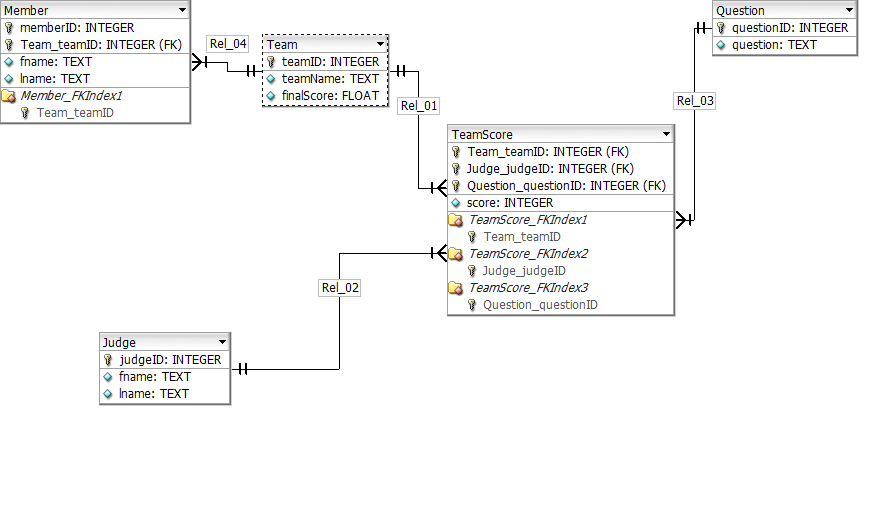 Member
memberID: INTEGER
Team_teamID: INTEGER (FK)
fname: TEXT
lname: TEXT
Member_FKIndex1
Team_teamID
Rel_04
Team
teamID: INTEGER
teamName: TEXT
finalScore: FLOAT
Rel_01
Question
questionID: INTEGER
question: TEXT
Rel_03
TeamScore
Team_teamID: INTEGER (FK)
Judge_judgeID: INTEGER (FK)
Question_questionID: INTEGER (FK)
score: INTEGER
TeamScore_FKIndex1
Team_teamID
TeamScore_FKIndex2
Judge_judgeID
TeamScore_FKIndex3
Question_questionID
Rel_02
Judge
judgeID: INTEGER
fname: TEXT
lname: TEXT